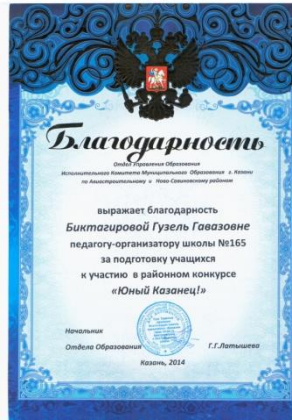 Благодарность
Отдел Управления Образования
Исполнительного Комитета Муниципального Образования г. Казани
по Авиастроительному и Ново-Савиновскому районам
выражает благодарность
Биктагировой Гузель Гавазовне
педагогу-организатору школы №165
за подготовку учащихся
к участию в районном конкурсе
«Юный Казанец!»
Начальник
Отдела Образования Г.Г.Латышева
Казань, 2014